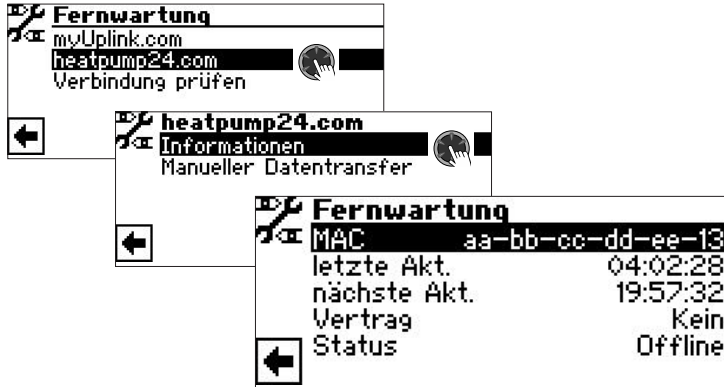 Fernwartung
myUplink.com
heatpump24.com
Verbindung prüfen
heatpump24.com
Informationen
Manueller Datentransfer
Fernwartung
MAC aa-bb-cc-dd-ee-13
letzte Akt. 04:02:28
nächste Akt. 19:57:32
Vertrag Kein
Status Offline